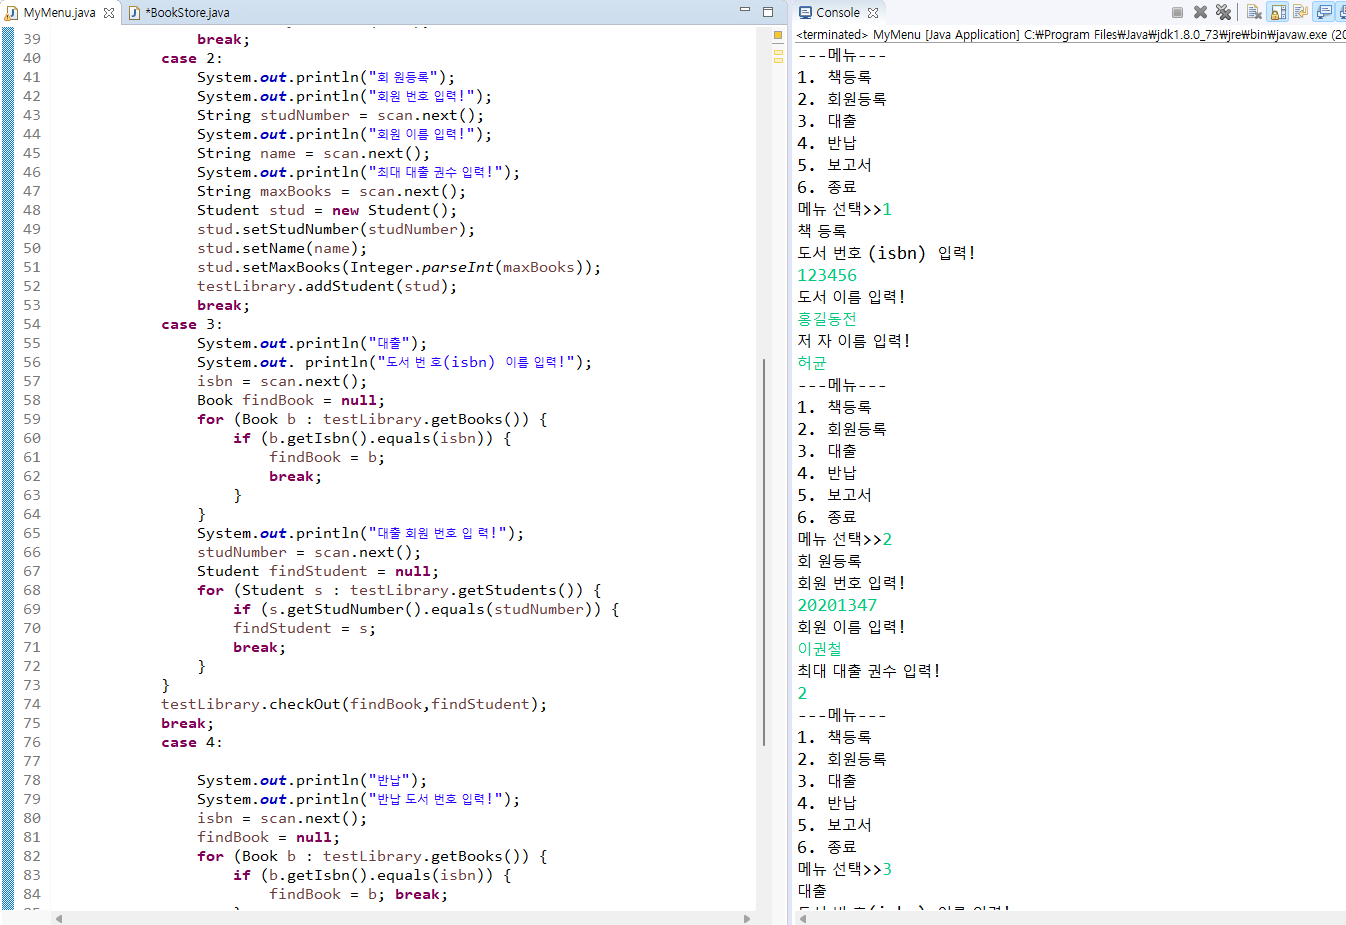 MyMenu.java
*BookStore.java
39 break;
40 case 2:
41 System.out.println("회 원등록");
42 System.out.println("회원 번호 입력!");
43 String studNumber = scan.next();
44 System.out.println("회원 이름 입력!");
45 String name = scan.next();
46 System.out.println("최대 대출 권수 입력!");
47 String maxBooks = scan.next();
48 Student stud = new Student();
49 stud.setStudNumber(studNumber);
50 stud.setName(name);
51 stud.setMaxBooks(Integer.parseInt(maxBooks));
52 testLibrary.addStudent(stud);
53 break;
54 case 3:
55 System.out.println("대출");
56 System.out. println("도서 번 호(isbn) 이름 입력!");
57 isbn = scan.next();
58 Book findBook = null;
59 for (Book b : testLibrary.getBooks()) {
60 if (b.getIsbn().equals(isbn)) {
61 findBook = b;
62 break;
63 }
64 }
65 System.out.println("대출 회원 번호 입 력!");
66 studNumber = scan.next();
67 Student findStudent = null;
68 for (Student s : testLibrary.getStudents()) {
69 if (s.getStudNumber().equals(studNumber)) {
70 findStudent = s;
71 break;
72 }
73 }
74 testLibrary.checkOut(findBook,findStudent);
75 break;
76 case 4:
77
78 System.out.println("반납");
79 System.out.println("반납 도서 번호 입력!");
80 isbn = scan.next();
81 findBook = null;
82 for (Book b : testLibrary.getBooks()) {
83 if (b.getIsbn().equals(isbn)) {
84 findBook = b; break;
Console
<terminated> MyMenu [Java Application] C:₩Program Files₩Java₩jdk1.8.0_73₩jre₩bin₩javaw.exe (20
---메뉴---
1. 책등록
2. 회원등록
3. 대출
4. 반납
5. 보고서
6. 종료
메뉴 선택>>1
책 등록
도서 번호 (isbn) 입력!
123456
도서 이름 입력!
홍길동전
저 자 이름 입력!
허균
---메뉴---
1. 책등록
2. 회원등록
3. 대출
4. 반납
5. 보고서
6. 종료
메뉴 선택>>2
회 원등록
회원 번호 입력!
20201347
회원 이름 입력!
이권철
최대 대출 권수 입력!
2
---메뉴---
1. 책등록
2. 회원등록
3. 대출
4. 반납
5. 보고서
6. 종료
메뉴 선택>>3
대출